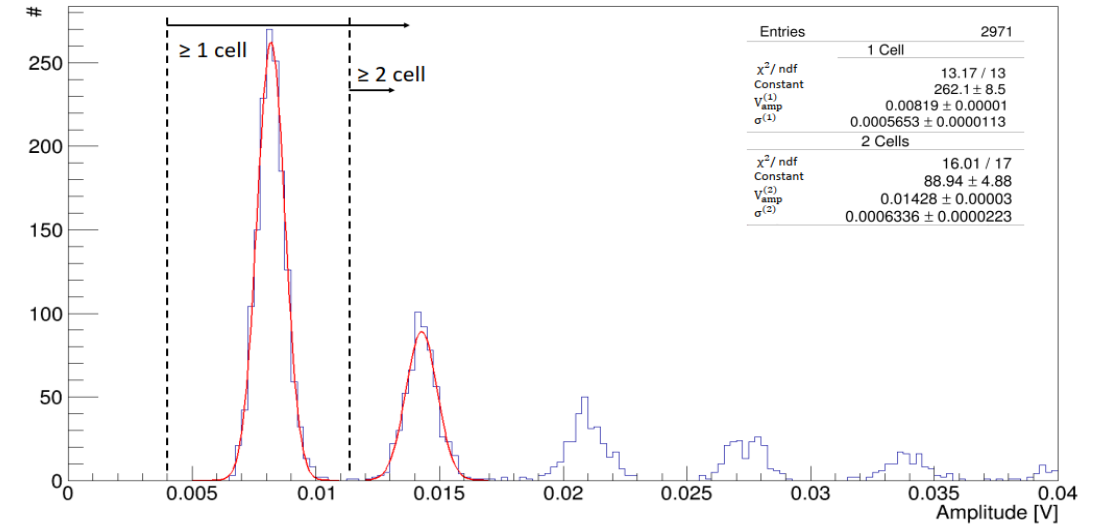 #
≥ 1 cell
≥ 2 cell
Entries 2971
1 Cell
χ²/ ndf 13.17 / 13
Constant 262.1 ± 8.5
V_amp^(1) 0.00819 ± 0.00001
σ^(1) 0.0005653 ± 0.0000113
2 Cells
χ²/ ndf 16.01 / 17
Constant 88.94 ± 4.88
V_amp^(2) 0.01428 ± 0.00003
σ^(2) 0.0006336 ± 0.0000223
250
200
150
100
50
0
0 0.005 0.01 0.015 0.02 0.025 0.03 0.035 0.04
Amplitude [V]